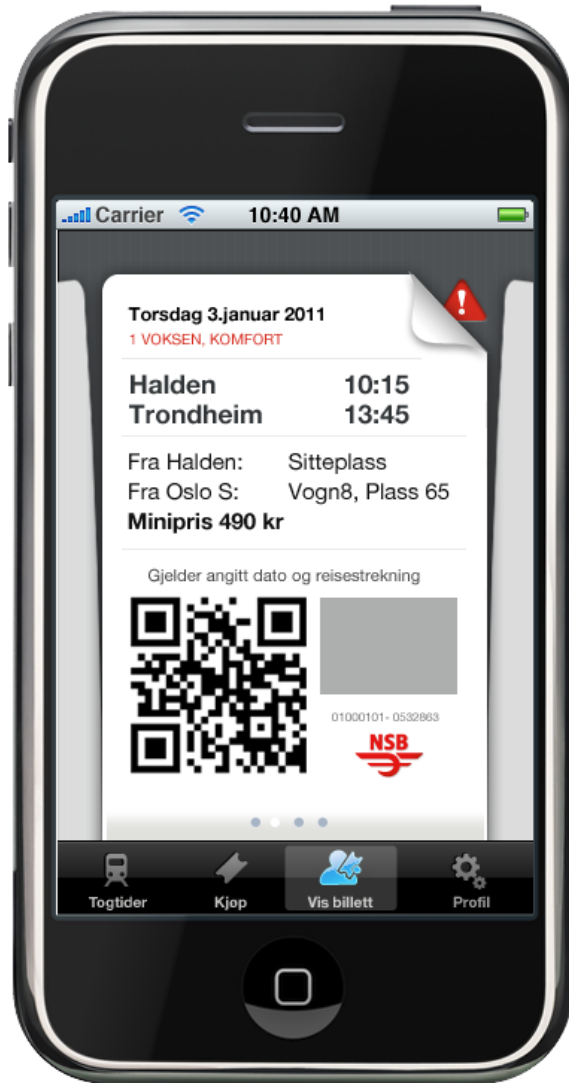 Carrier 10:40 AM
Torsdag 3.januar 2011
1 VOKSEN, KOMFORT
Halden 10:15
Trondheim 13:45
Fra Halden: Sitteplass
Fra Oslo S: Vogn8, Plass 65
Minipris 490 kr
Gjelder angitt dato og reisestrekning
01000101- 0532863
NSB
Togtider Kjøp Vis billett Profil